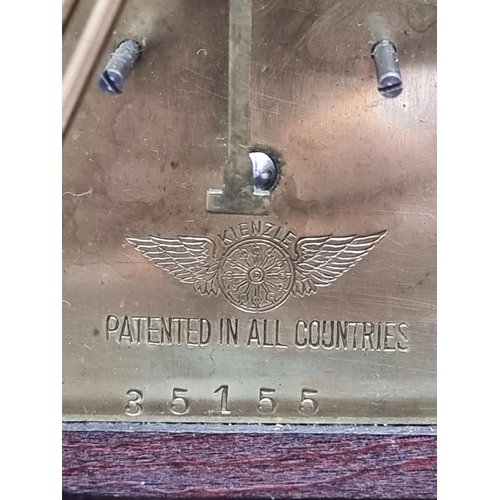 KIENZLE
PATENTED IN ALL COUNTRIES
35155